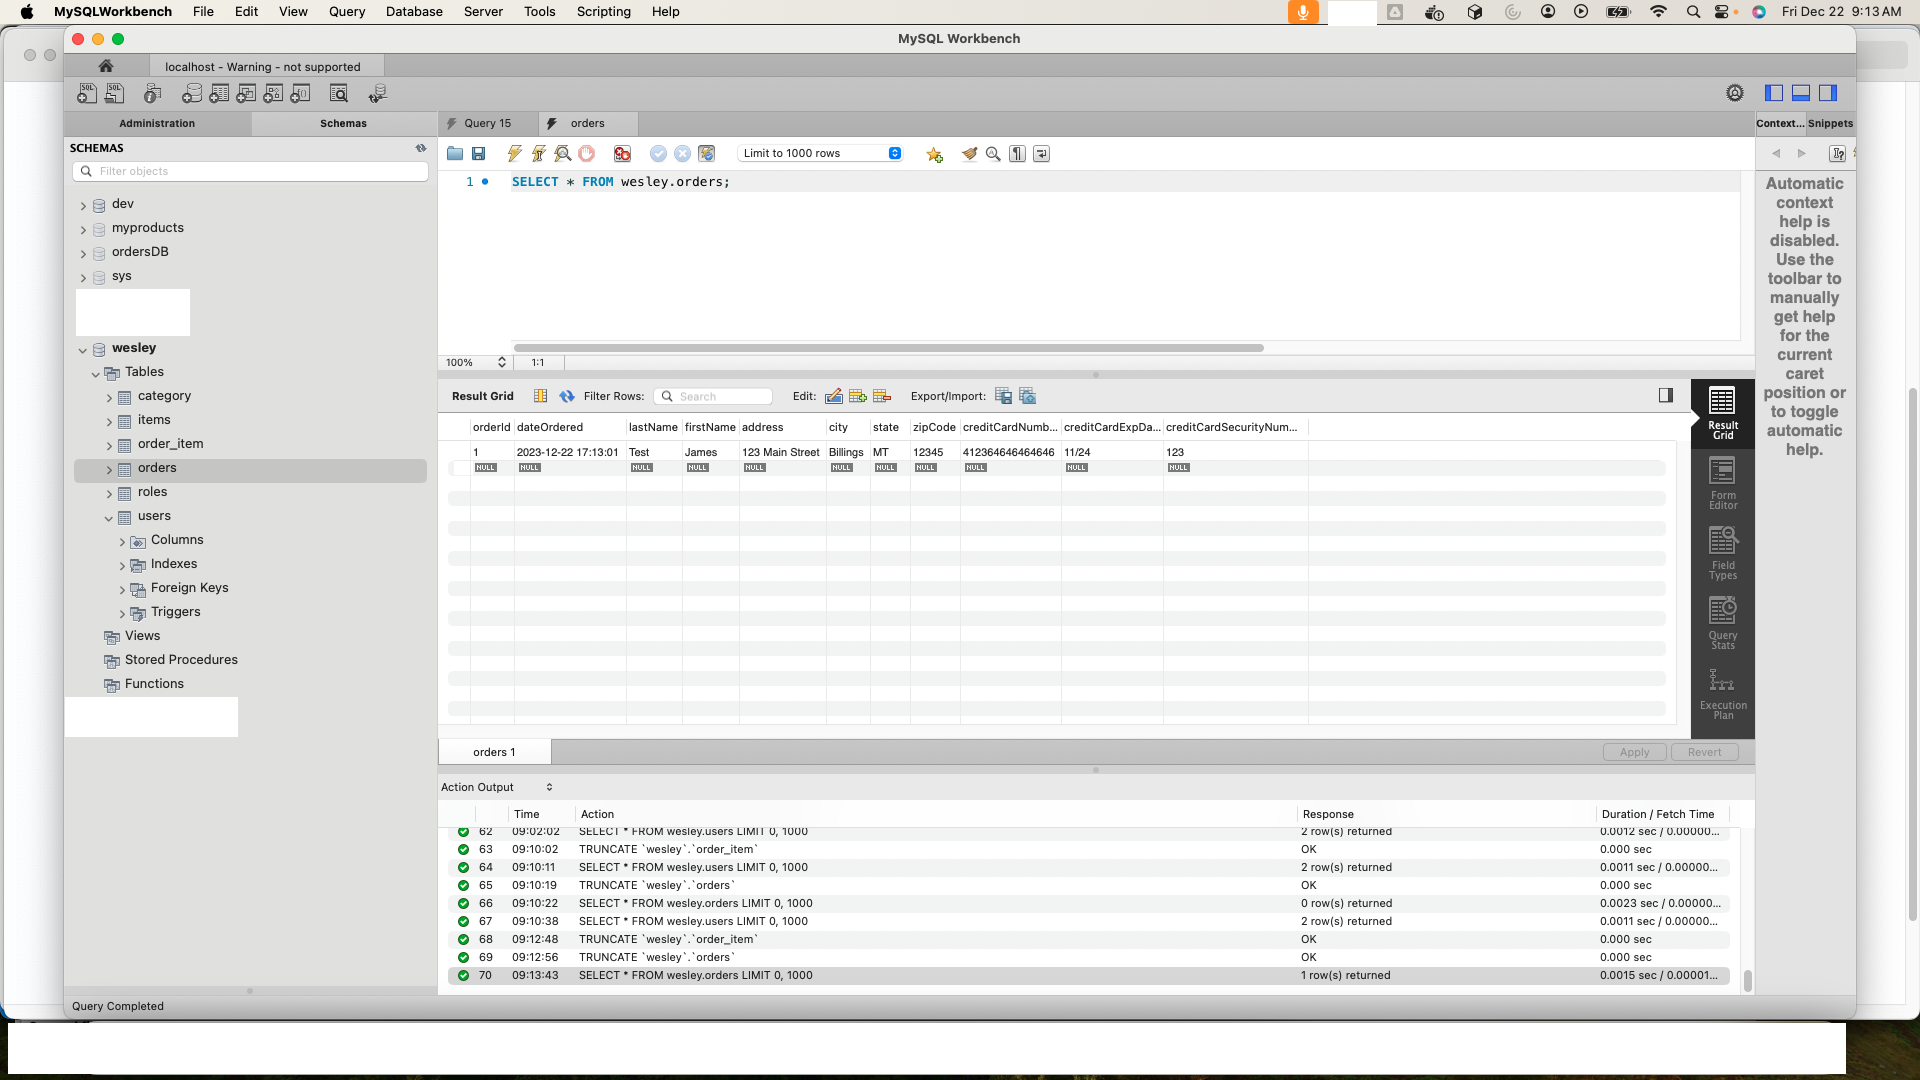 MySQLWorkbench File Edit View Query Database Server Tools Scripting Help Fri Dec 22 9:13 AM
MySQL Workbench
localhost - Warning - not supported
Administration Schemas Query 15 orders Context... Snippets
SCHEMAS
Filter objects
Limit to 1000 rows
1 SELECT * FROM wesley.orders;
dev
myproducts
ordersDB
sys
wesley
Tables
category
items
order_item
orders
roles
users
Columns
Indexes
Foreign Keys
Triggers
Views
Stored Procedures
Functions
Automatic
context
help is
disabled.
Use the
toolbar to
manually
get help
for the
current
caret
position or
to toggle
automatic
help.
100% 1:1
Result Grid Filter Rows: Search Edit: Export/Import:
orderId dateOrdered lastName firstName address city state zipCode creditCardNumb... creditCardExpDa... creditCardSecurityNum...
1 2023-12-22 17:13:01 Test James 123 Main Street Billings MT 12345 412364646464646 11/24 123
NULL NULL NULL NULL NULL NULL NULL NULL NULL NULL NULL
Result
Grid
Form
Editor
Field
Types
Query
Stats
Execution
Plan
orders 1 Apply Revert
Action Output
Time Action Response Duration / Fetch Time
62 09:02:02 SELECT * FROM wesley.users LIMIT 0, 1000 2 row(s) returned 0.0012 sec / 0.00000...
63 09:10:02 TRUNCATE `wesley`.`order_item` OK 0.000 sec
64 09:10:11 SELECT * FROM wesley.users LIMIT 0, 1000 2 row(s) returned 0.0011 sec / 0.00000...
65 09:10:19 TRUNCATE `wesley`.`orders` OK 0.000 sec
66 09:10:22 SELECT * FROM wesley.orders LIMIT 0, 1000 0 row(s) returned 0.0023 sec / 0.0000...
67 09:10:38 SELECT * FROM wesley.users LIMIT 0, 1000 2 row(s) returned 0.0011 sec / 0.00000...
68 09:12:48 TRUNCATE `wesley`.`order_item` OK 0.000 sec
69 09:12:56 TRUNCATE `wesley`.`orders` OK 0.000 sec
70 09:13:43 SELECT * FROM wesley.orders LIMIT 0, 1000 1 row(s) returned 0.0015 sec / 0.00001...
Query Completed